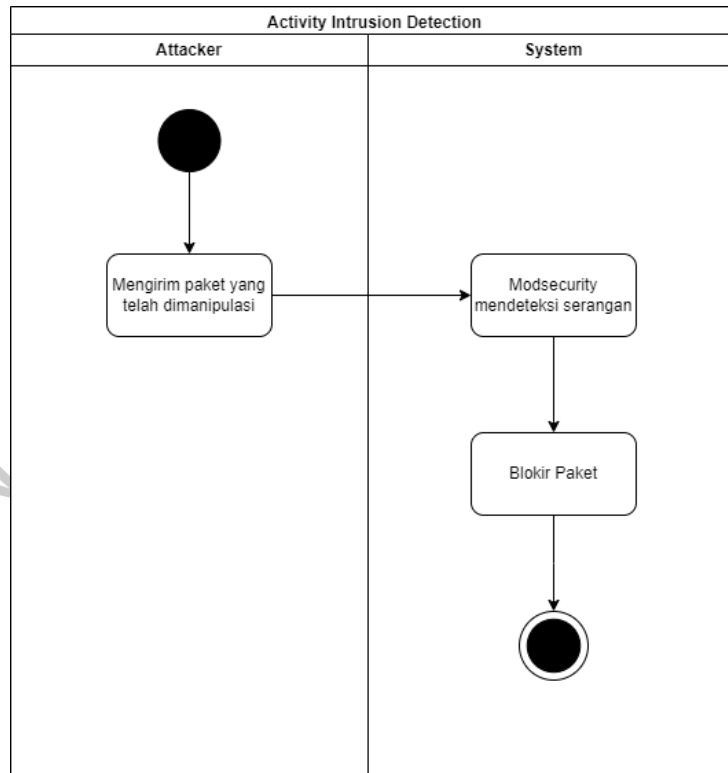 Activity Intrusion Detection
Attacker
System
Mengirim paket yang
telah dimanipulasi
Modsecurity
mendeteksi serangan
Blokir Paket